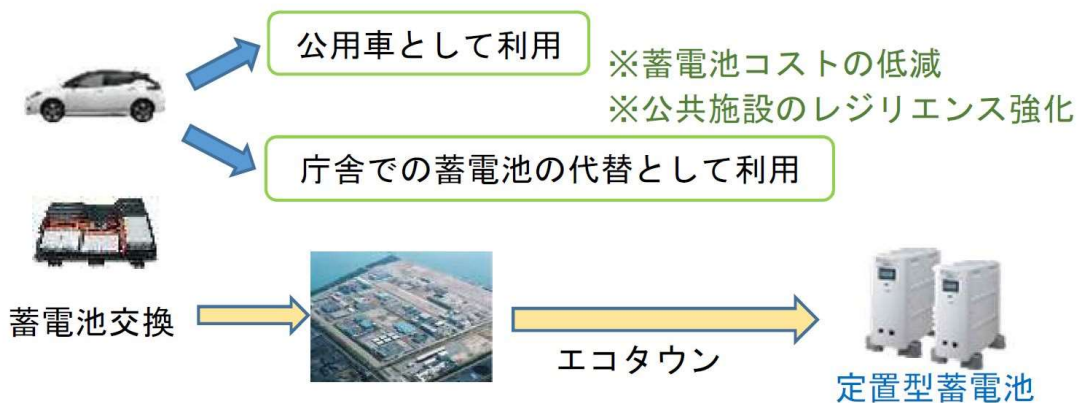 公用車として利用
※蓄電池コストの低減
※公共施設のレジリエンス強化
庁舎での蓄電池の代替として利用
蓄電池交換
エコタウン
定置型蓄電池